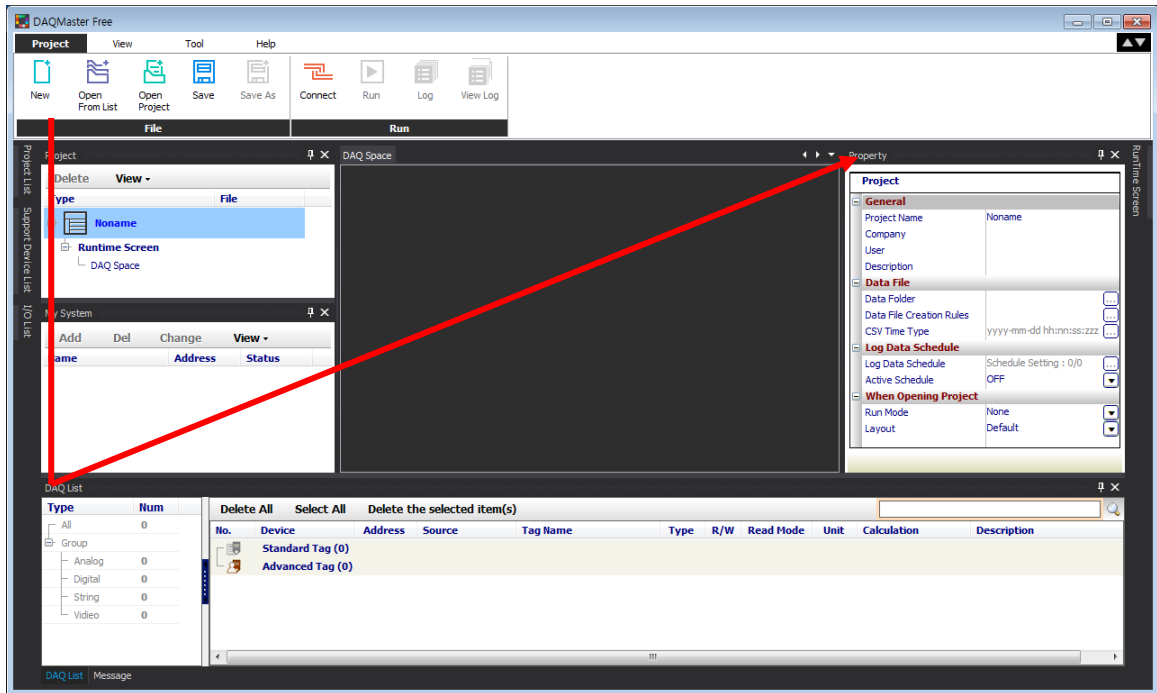 DAQMaster Free
Project View Tool Help
New Open From List Open Project Save Save As Connect Run Log View Log
File Run
Project List
Support Device List
I/O List
Project
Delete View
Type File
Noname
Runtime Screen
DAQ Space
My System
Add Del Change View
Name Address Status
DAQ Space
Property
Project
General
Project Name Noname
Company
User
Description
Data File
Data Folder ...
Data File Creation Rules ...
CSV Time Type yyyy-mm-dd hh:nn:ss:zzz ...
Log Data Schedule
Log Data Schedule Schedule Setting : 0/0 ...
Active Schedule OFF
When Opening Project
Run Mode None
Layout Default
RunTime Screen
DAQ List
Type Num
All 0
Group
Analog 0
Digital 0
String 0
Vidieo 0
Delete All Select All Delete the selected item(s)
No. Device Address Source Tag Name Type R/W Read Mode Unit Calculation Description
Standard Tag (0)
Advanced Tag (0)
DAQ List Message